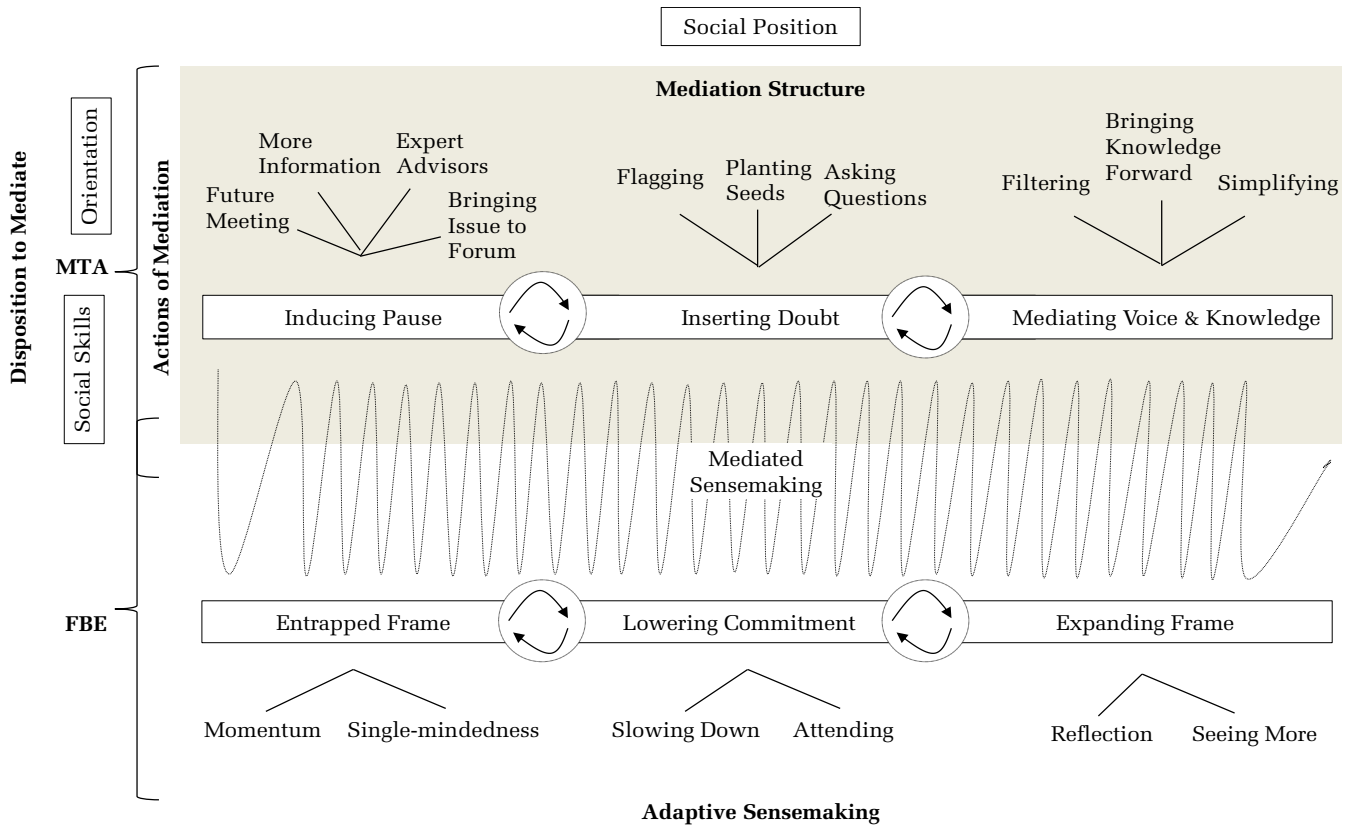 Social Position
Mediation Structure
Disposition to Mediate
Orientation
MTA
Social Skills
Actions of Mediation
More
Information
Expert
Advisors
Future
Meeting
Bringing
Issue to
Forum
Flagging
Planting
Seeds
Asking
Questions
Filtering
Bringing
Knowledge
Forward
Simplifying
Inducing Pause
Inserting Doubt
Mediating Voice & Knowledge
Mediated
Sensemaking
FBE
Entrapped Frame
Lowering Commitment
Expanding Frame
Momentum
Single-mindedness
Slowing Down
Attending
Reflection
Seeing More
Adaptive Sensemaking